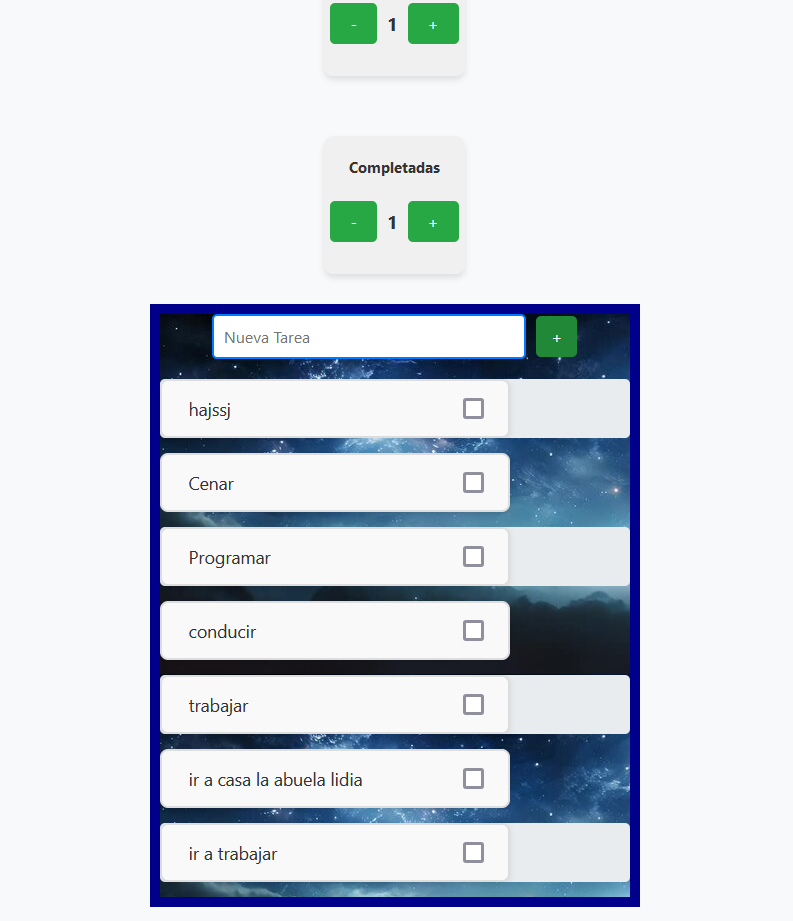 - 1 +
Completadas
- 1 +
Nueva Tarea +
hajssj
Cenar
Programar
conducir
trabajar
ir a casa la abuela lidia
ir a trabajar